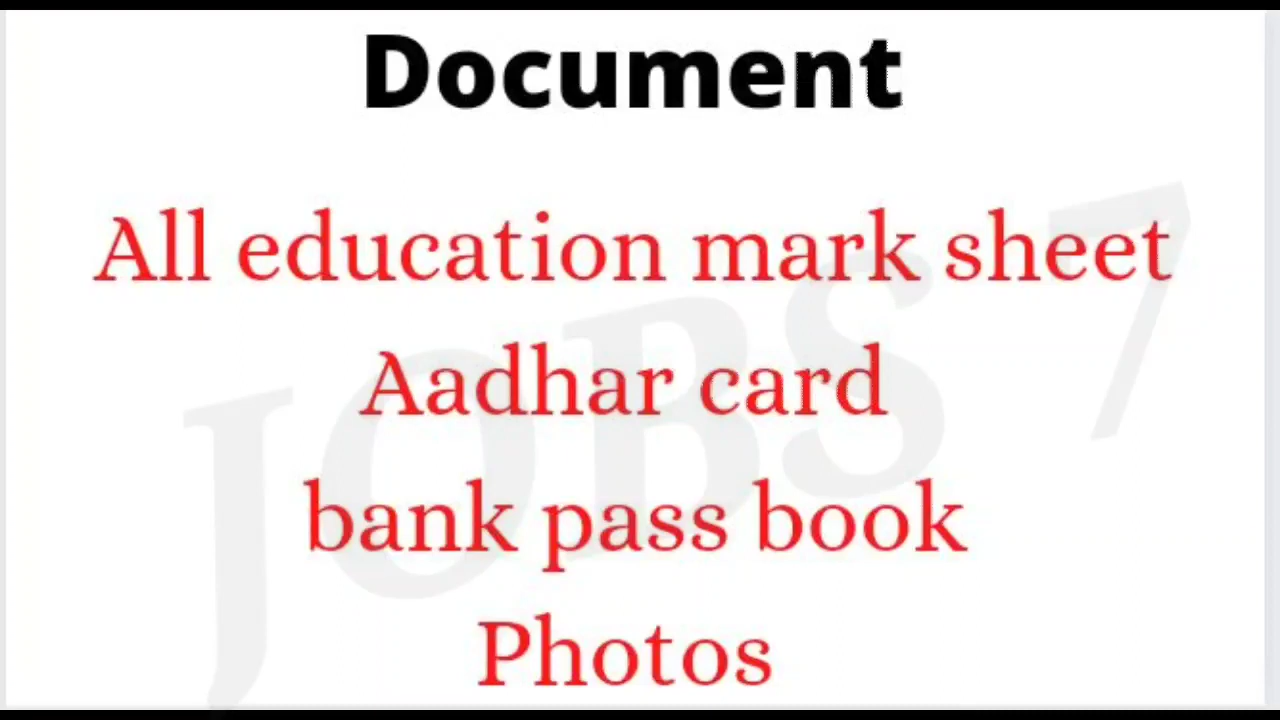 Document
All education mark sheet
Aadhar card
bank pass book
Photos
JOBS 7